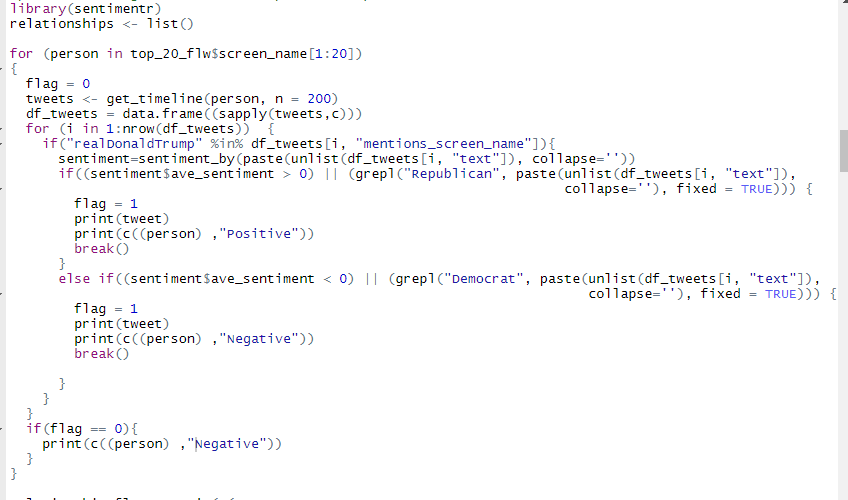 library(sentimentr)
relationships <- list()
for (person in top_20_flw$screen_name[1:20])
{
flag = 0
tweets <- get_timeline(person, n = 200)
df_tweets = data.frame((sapply(tweets,c)))
for (i in 1:nrow(df_tweets)) {
if("realDonaldTrump" %in% df_tweets[i, "mentions_screen_name"]){
sentiment=sentiment_by(paste(unlist(df_tweets[i, "text"]), collapse=''))
if((sentiment$ave_sentiment > 0) || (grepl("Republican", paste(unlist(df_tweets[i, "text"]),
collapse=''), fixed = TRUE))) {
flag = 1
print(tweet)
print(c((person) ,"Positive"))
break()
}
else if((sentiment$ave_sentiment < 0) || (grepl("Democrat", paste(unlist(df_tweets[i, "text"]),
collapse=''), fixed = TRUE))) {
flag = 1
print(tweet)
print(c((person) ,"Negative"))
break()
}
}
}
if(flag == 0){
print(c((person) ,"Negative"))
}
}